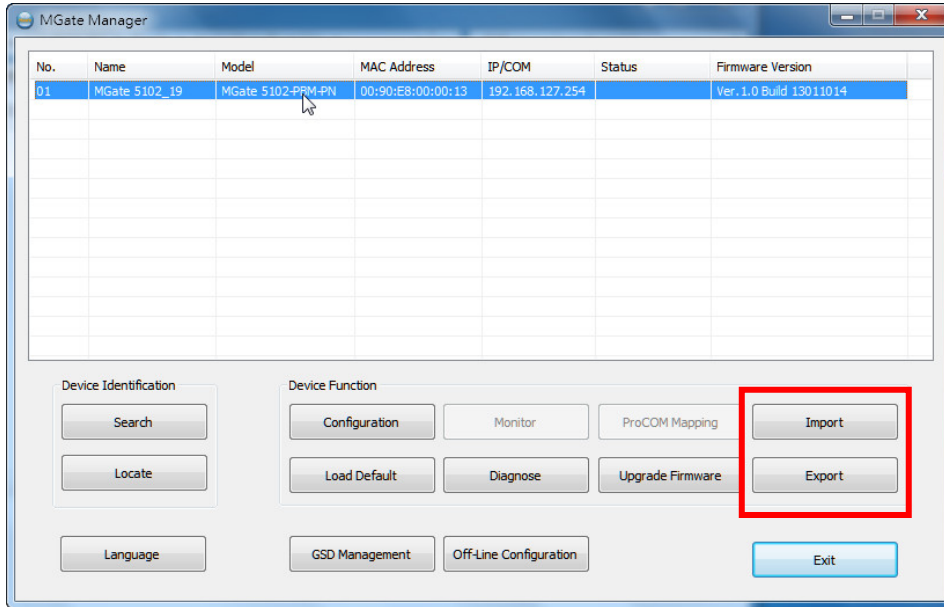 MGate Manager
No. Name Model MAC Address IP/COM Status Firmware Version
01 MGate 5102_19 MGate 5102-PBM-PN 00:90:E8:00:00:13 192.168.127.254 Ver.1.0 Build 13011014
Device Identification Device Function
Search Configuration Monitor ProCOM Mapping Import
Locate Load Default Diagnose Upgrade Firmware Export
Language GSD Management Off-Line Configuration Exit